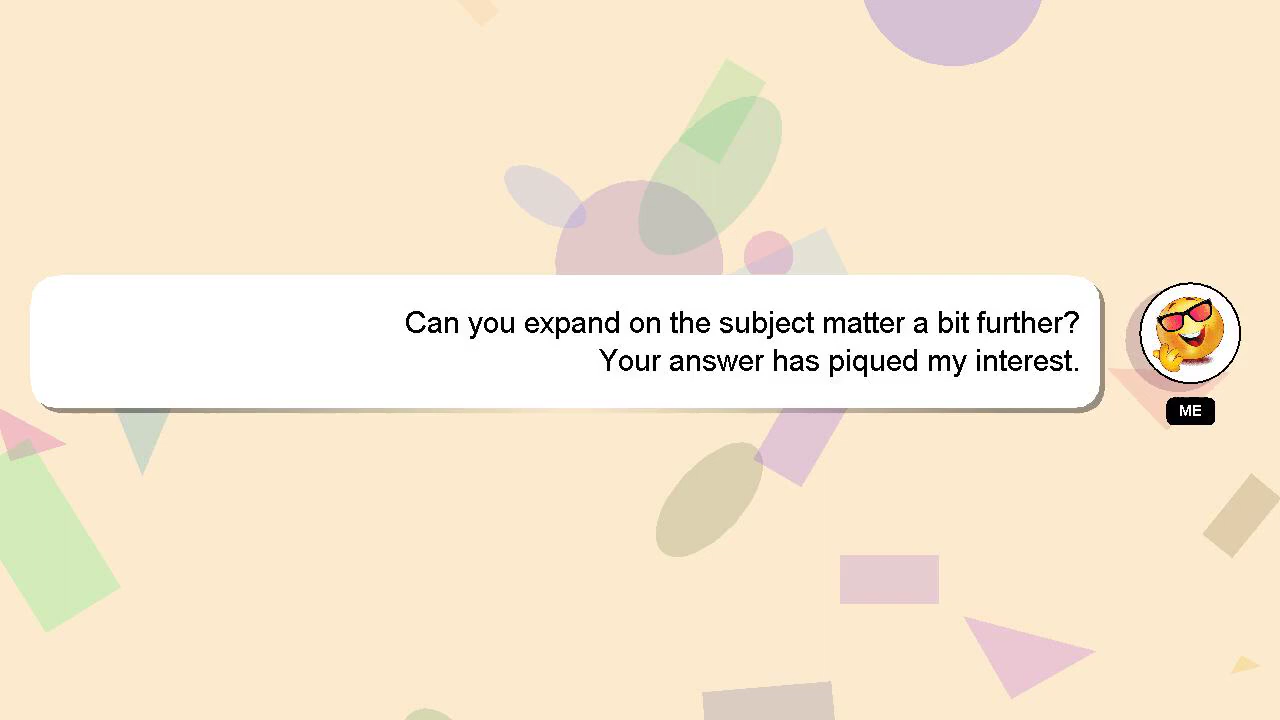 Can you expand on the subject matter a bit further?
Your answer has piqued my interest.
ME